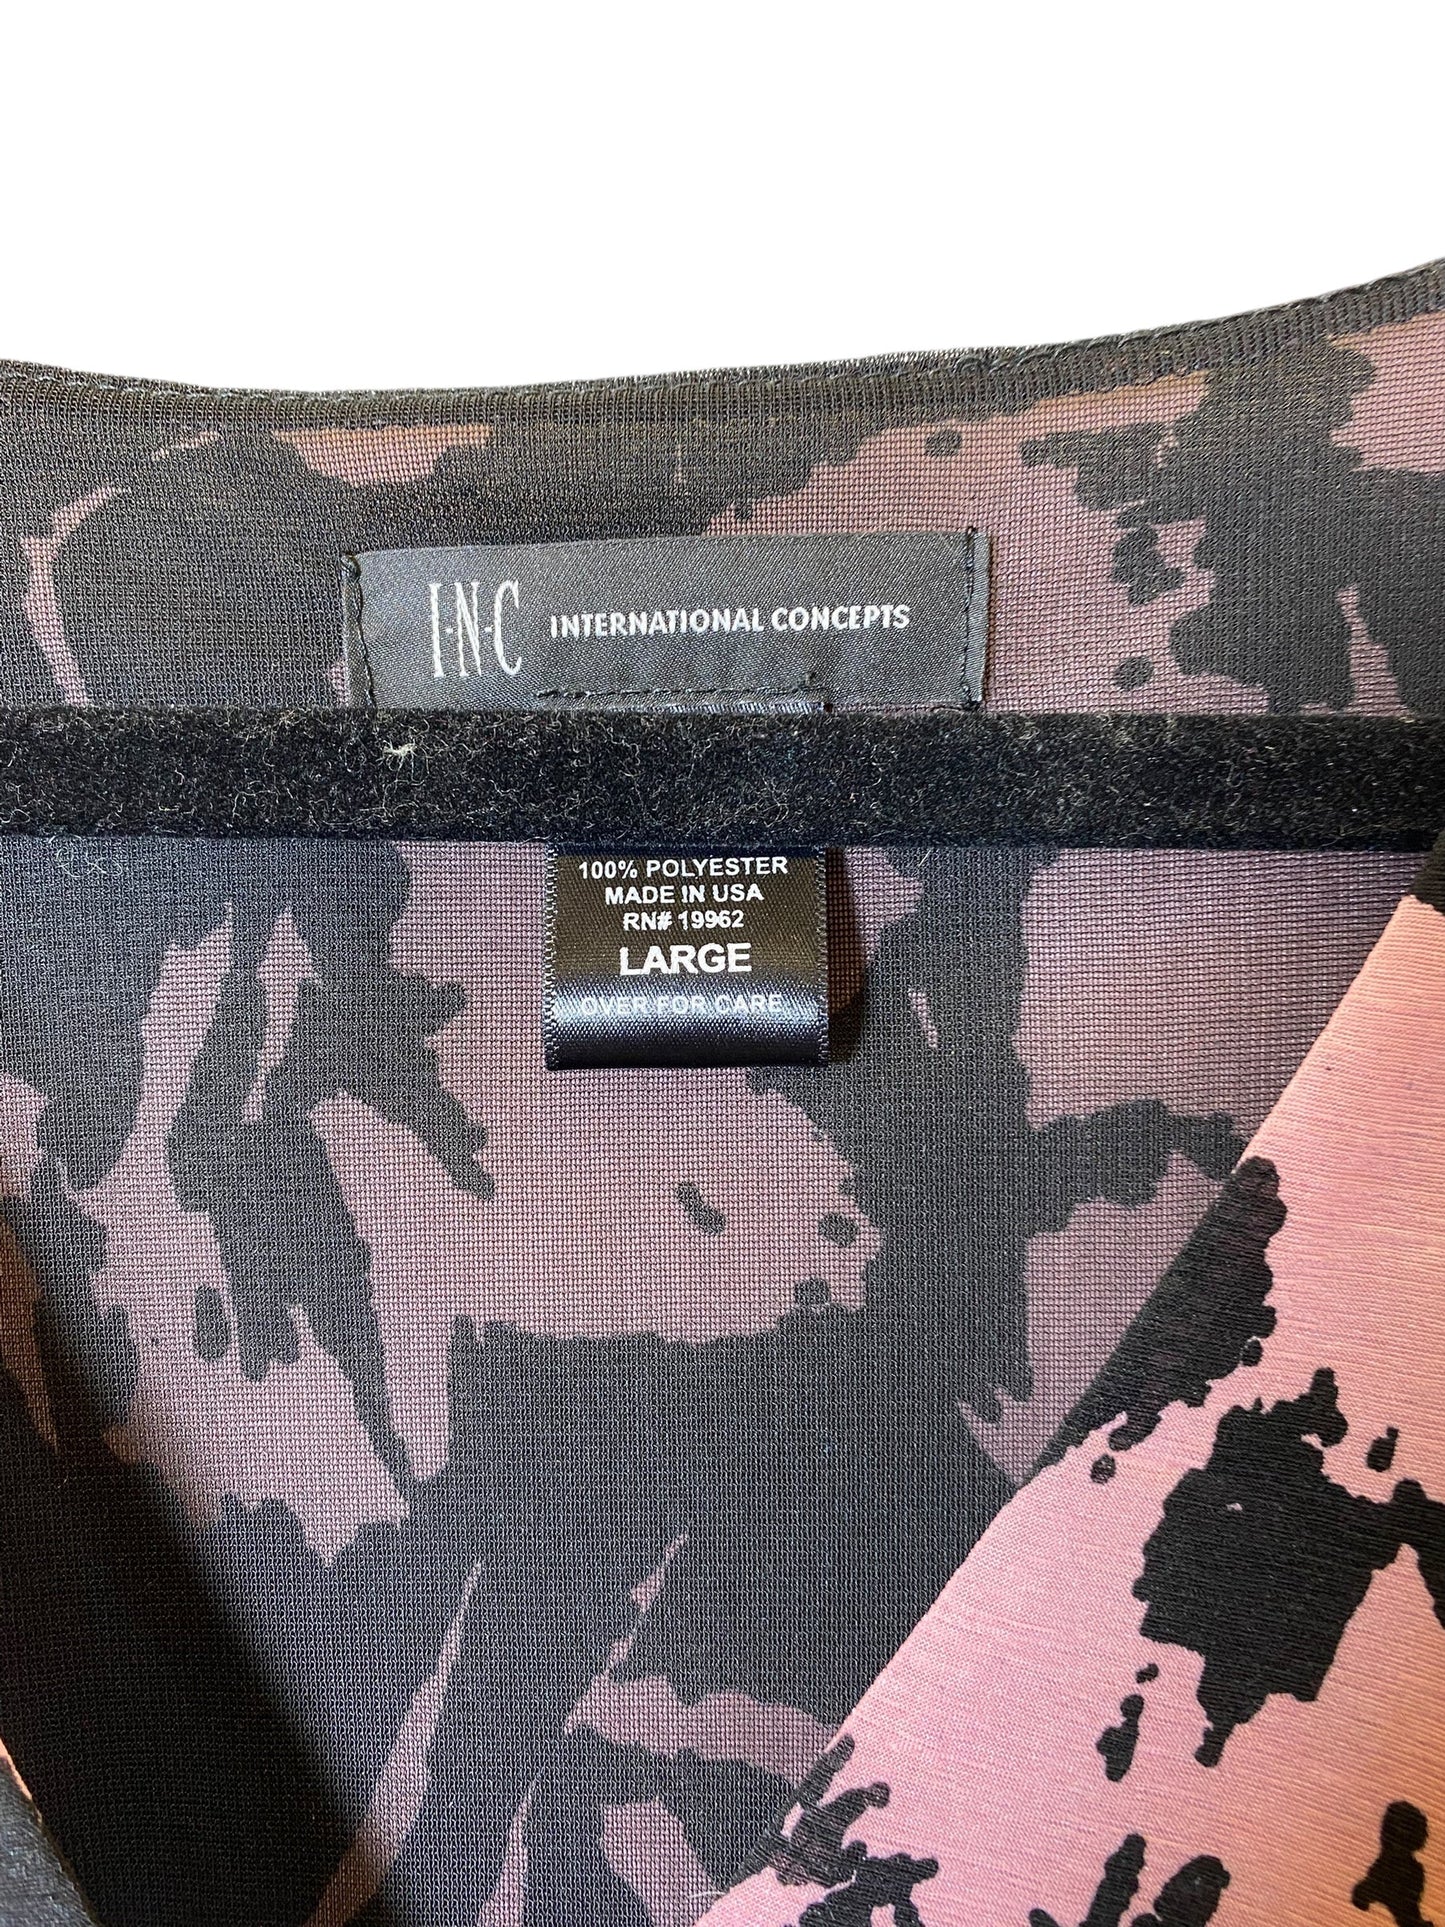 I·N·C INTERNATIONAL CONCEPTS
100% POLYESTER
MADE IN USA
RN# 19962
LARGE
OVER FOR CARE